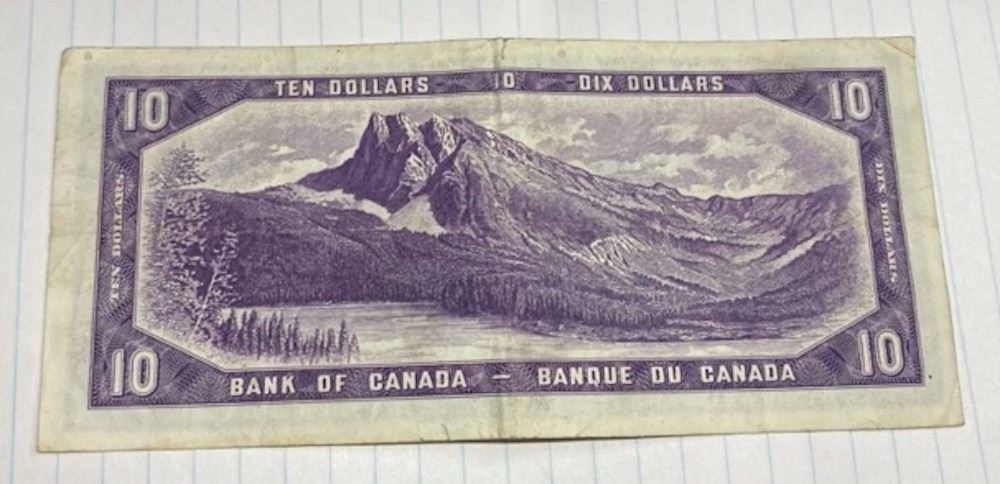 TEN DOLLARS 10 DIX DOLLARS
10 10
TEN DOLLARS DIX DOLLARS
10 10
BANK OF CANADA – BANQUE DU CANADA